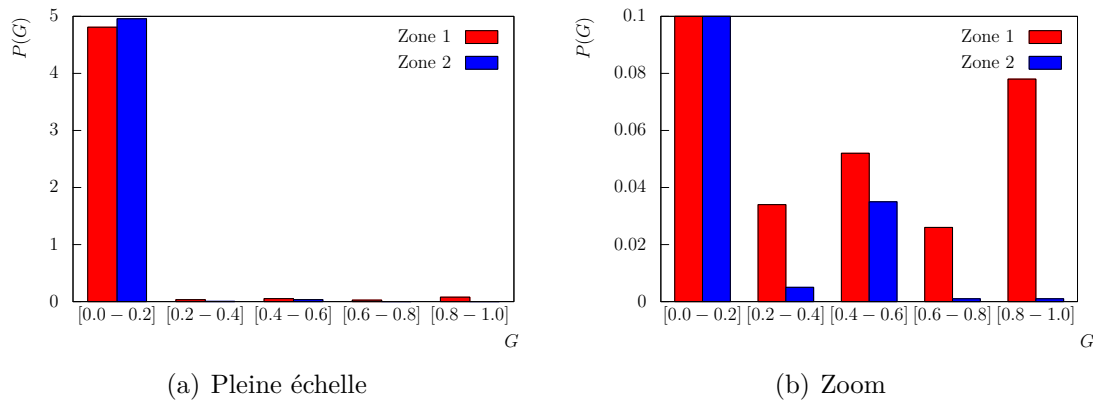 P(G)
5
4
3
2
1
0
Zone 1
Zone 2
[0.0 − 0.2] [0.2 − 0.4] [0.4 − 0.6] [0.6 − 0.8] [0.8 − 1.0]
G
(a) Pleine échelle
P(G)
0.1
0.08
0.06
0.04
0.02
0
Zone 1
Zone 2
[0.0 − 0.2] [0.2 − 0.4] [0.4 − 0.6] [0.6 − 0.8] [0.8 − 1.0]
G
(b) Zoom